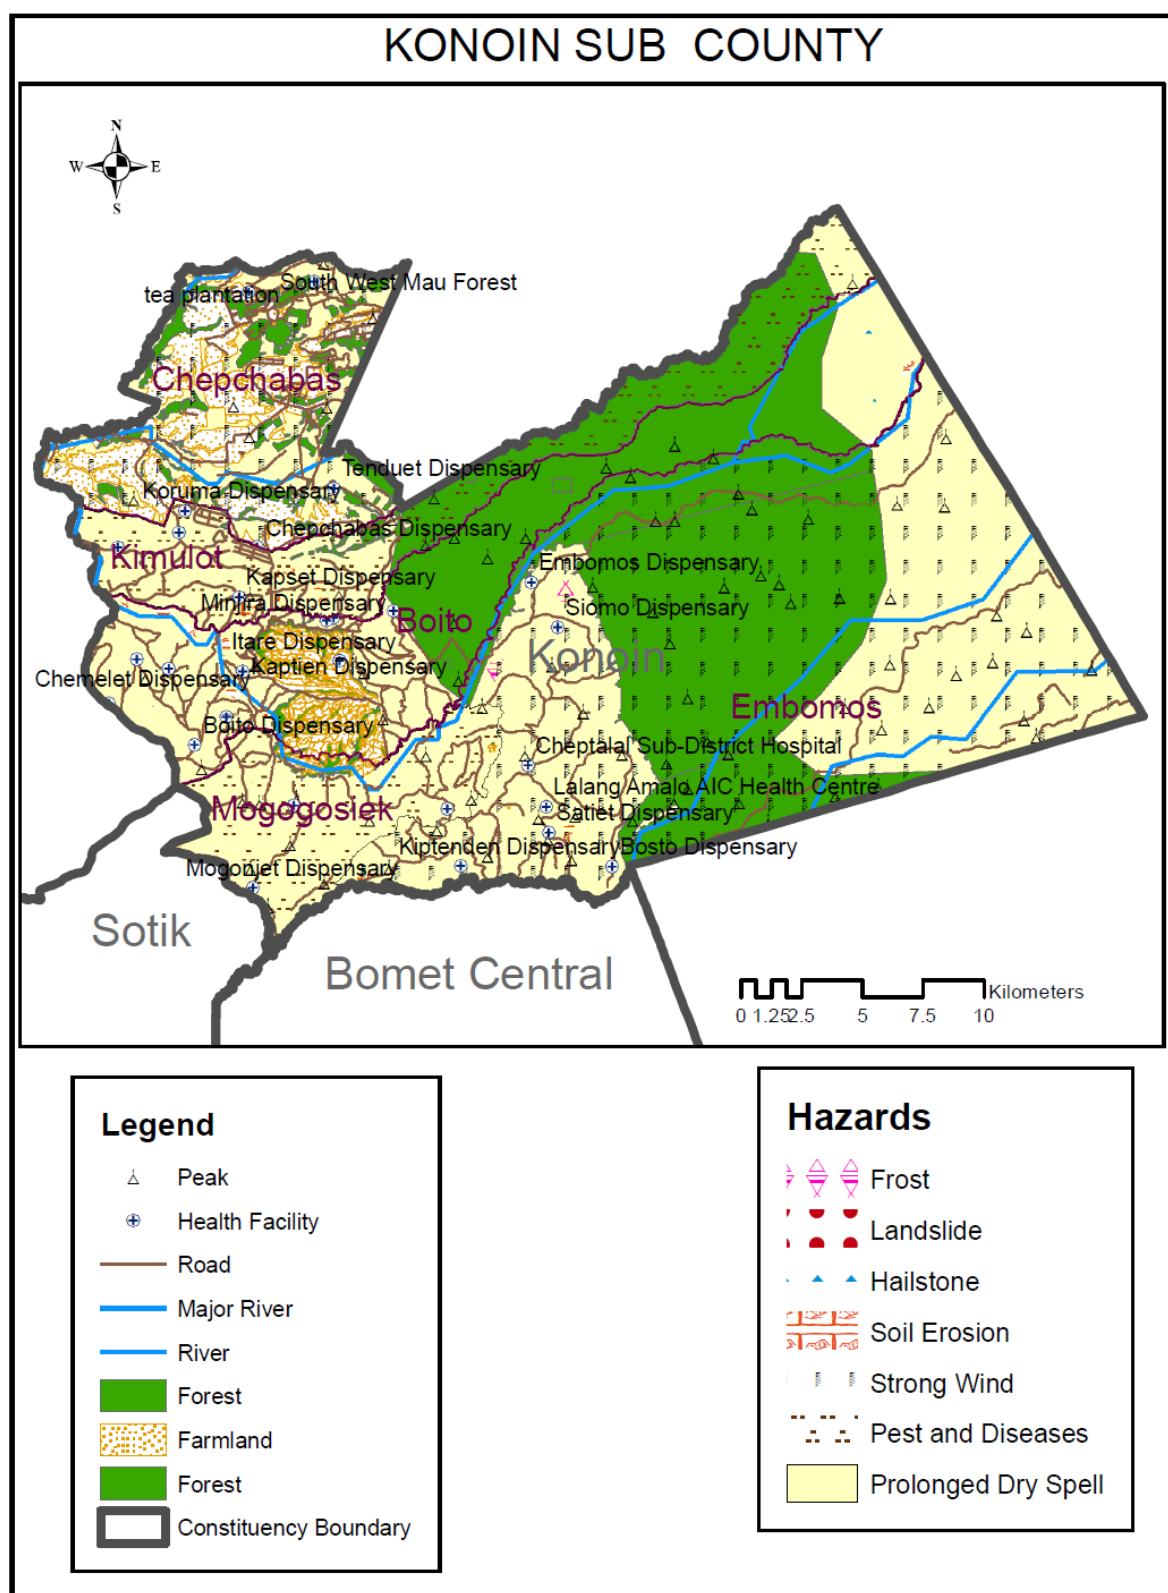 KONOIN SUB COUNTY
N
W E
S
South West Mau Forest
tea plantation
Chepchabas
Tenduet Dispensary
Koruma Dispensary
Chepchabas Dispensary
Kimulot
Embomos Dispensary
Kapset Dispensary
Minjira Dispensary
Siomo Dispensary
Boito
Itare Dispensary
Konoin
Kaptien Dispensary
Chemelet Dispensary
Embomos
Boito Dispensary
Cheptalal Sub-District Hospital
Lalang Amalo AIC Health Centre
Mogogosiek
Satiet Dispensary
Kiptenden Dispensary
Bosto Dispensary
Mogonjet Dispensary
Sotik
Bomet Central
Kilometers
0 1.25 2.5 5 7.5 10
Legend
Peak
Health Facility
Road
Major River
River
Forest
Farmland
Forest
Constituency Boundary
Hazards
Frost
Landslide
Hailstone
Soil Erosion
Strong Wind
Pest and Diseases
Prolonged Dry Spell